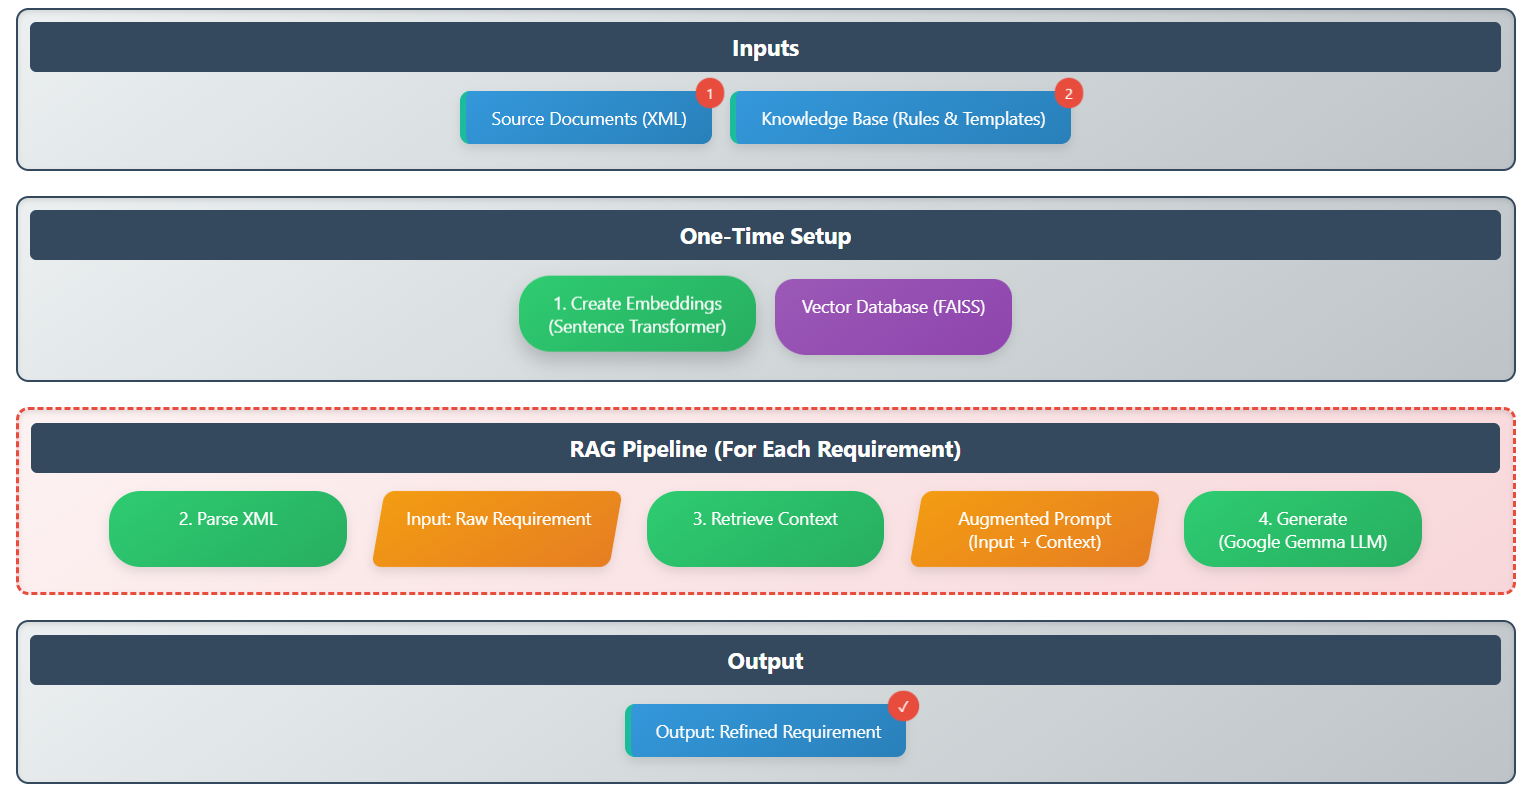 Inputs
Source Documents (XML)
1
Knowledge Base (Rules & Templates)
2
One-Time Setup
1. Create Embeddings
(Sentence Transformer)
Vector Database (FAISS)
RAG Pipeline (For Each Requirement)
2. Parse XML
Input: Raw Requirement
3. Retrieve Context
Augmented Prompt
(Input + Context)
4. Generate
(Google Gemma LLM)
Output
Output: Refined Requirement
✓